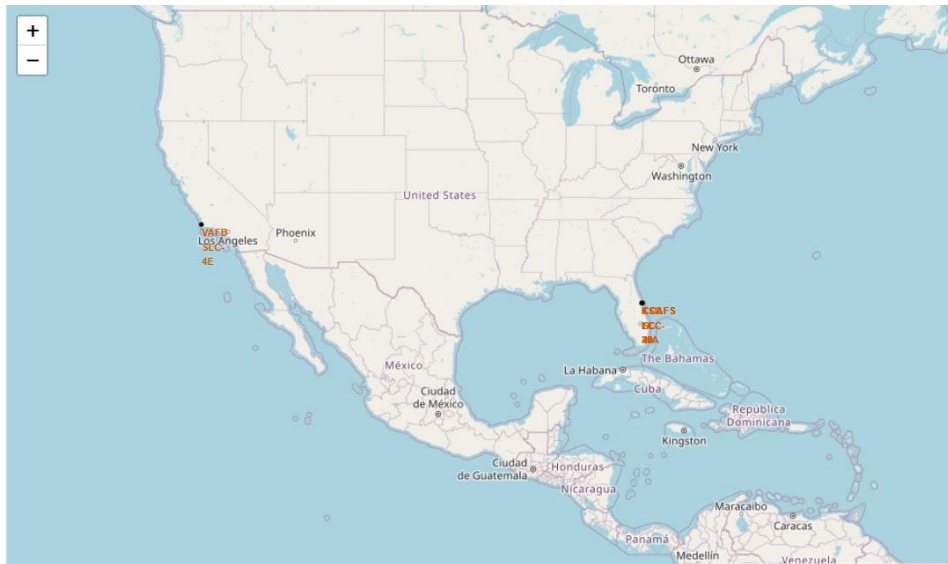 +
−
Ottawa
Toronto
New York
Washington
United States
VAFB
SLC-
4E
Los Angeles
Phoenix
The Bahamas
La Habana
Cuba
México
Ciudad
de México
República
Dominicana
Kingston
Ciudad
de Guatemala
Honduras
Nicaragua
Maracaibo
Caracas
Panamá
Medellín
Venezuela